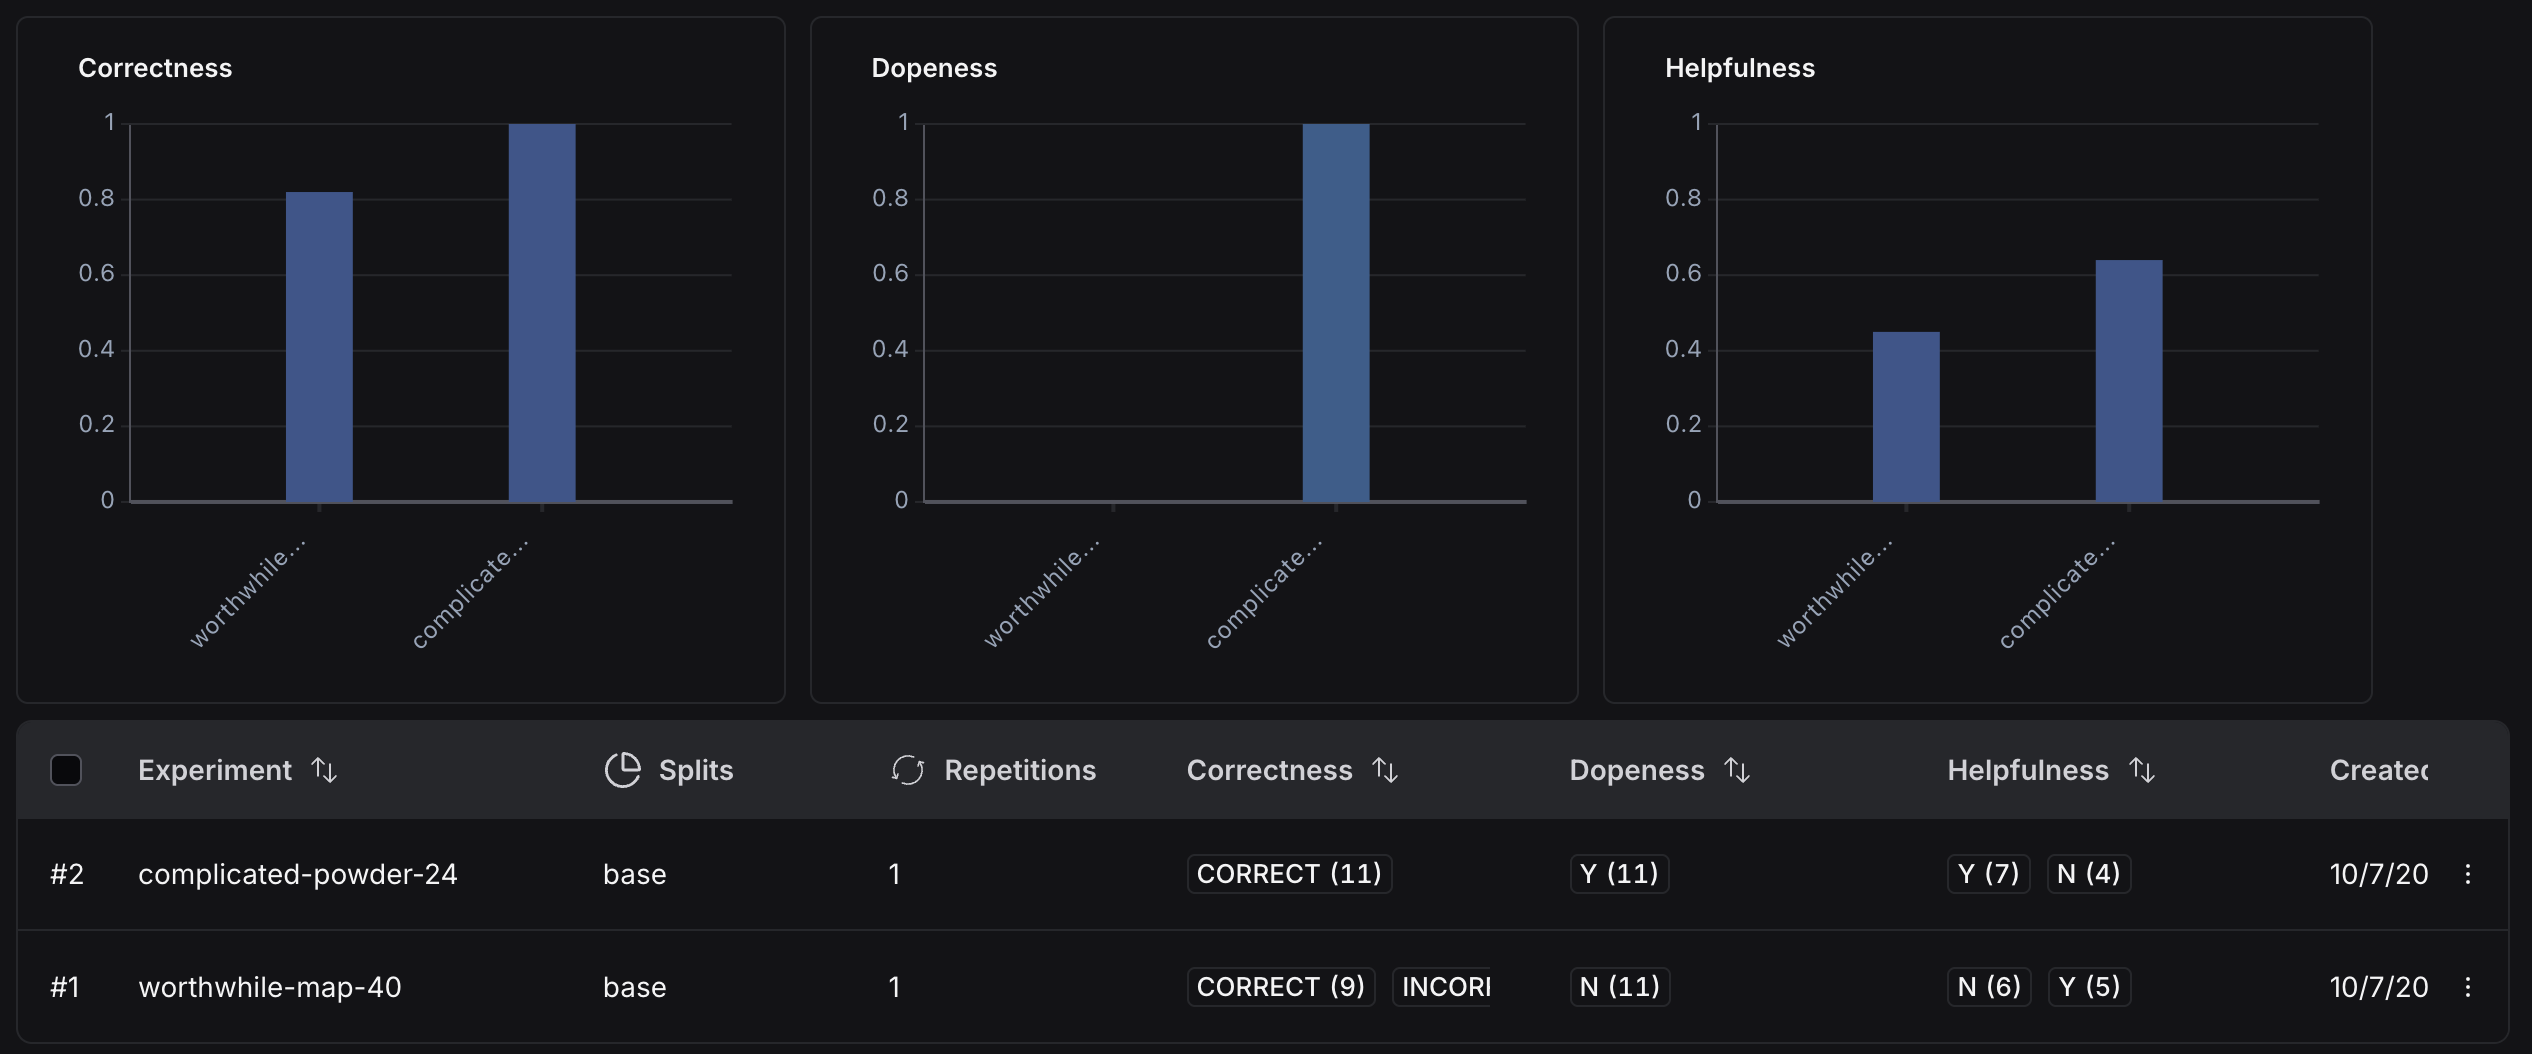 Correctness
1
0.8
0.6
0.4
0.2
0
worthwhile...
complicate...
Dopeness
1
0.8
0.6
0.4
0.2
0
worthwhile...
complicate...
Helpfulness
1
0.8
0.6
0.4
0.2
0
worthwhile...
complicate...
Experiment Splits Repetitions Correctness Dopeness Helpfulness Created
#2 complicated-powder-24 base 1 CORRECT (11) Y (11) Y (7) N (4) 10/7/20
#1 worthwhile-map-40 base 1 CORRECT (9) INCOR N (11) N (6) Y (5) 10/7/20